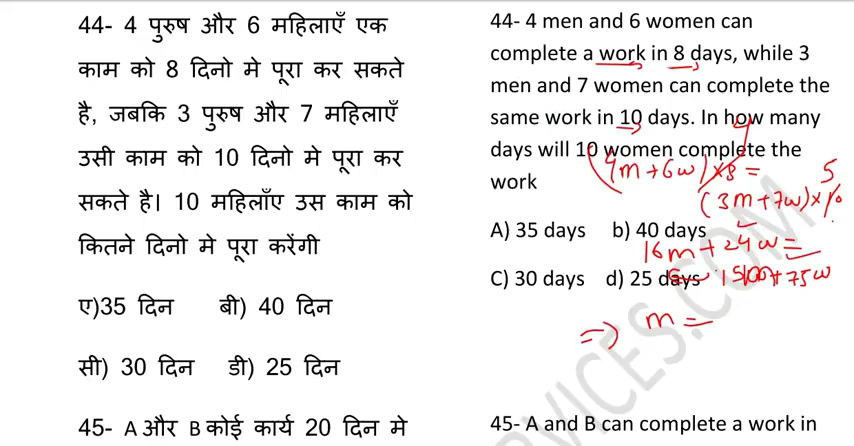 44- 4 पुरुष और 6 महिलाएँ एक
काम को 8 दिनो मे पूरा कर सकते
है, जबकि 3 पुरुष और 7 महिलाएँ
उसी काम को 10 दिनो मे पूरा कर
सकते है। 10 महिलाँए उस काम को
कितने दिनो मे पूरा करेंगी
ए)35 दिन बी) 40 दिन
सी) 30 दिन डी) 25 दिन
45- A और B कोई कार्य 20 दिन मे
44- 4 men and 6 women can
complete a work in 8 days, while 3
men and 7 women can complete the
same work in 10 days. In how many
days will 10 women complete the
work
A) 35 days b) 40 days
C) 30 days d) 25 days
4
(4m+6w)×8=
5
(3m+7w)×10
16m+24w=
15m+75w
=> m=
45- A and B can complete a work in
VICES.COM